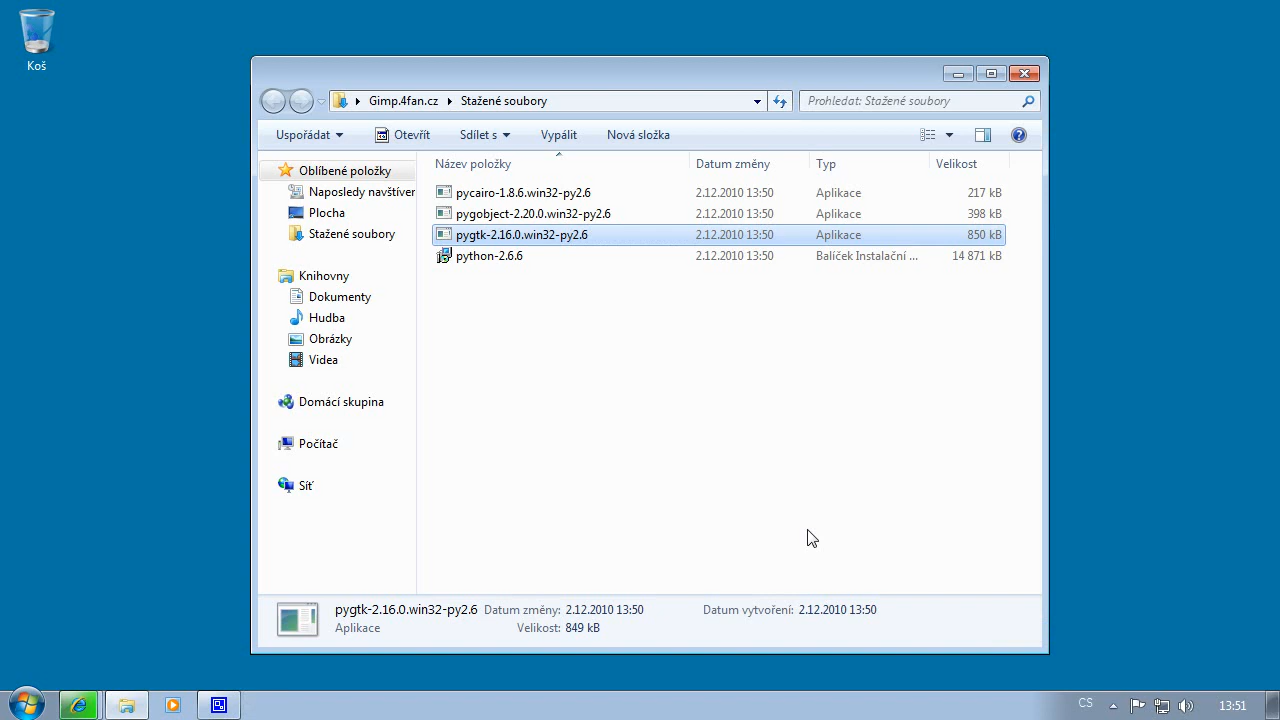 Koš
Gimp.4fan.cz Stažené soubory
Prohledat: Stažené soubory
Uspořádat Otevřít Sdílet s Vypálit Nová složka
Oblíbené položky
Naposledy navštíven
Plocha
Stažené soubory
Knihovny
Dokumenty
Hudba
Obrázky
Videa
Domácí skupina
Počítač
Síť
Název položky Datum změny Typ Velikost
pycairo-1.8.6.win32-py2.6 2.12.2010 13:50 Aplikace 217 kB
pygobject-2.20.0.win32-py2.6 2.12.2010 13:50 Aplikace 398 kB
pygtk-2.16.0.win32-py2.6 2.12.2010 13:50 Aplikace 850 kB
python-2.6.6 2.12.2010 13:50 Balíček Instalační ... 14 871 kB
pygtk-2.16.0.win32-py2.6 Datum změny: 2.12.2010 13:50 Datum vytvoření: 2.12.2010 13:50
Aplikace Velikost: 849 kB
CS 13:51